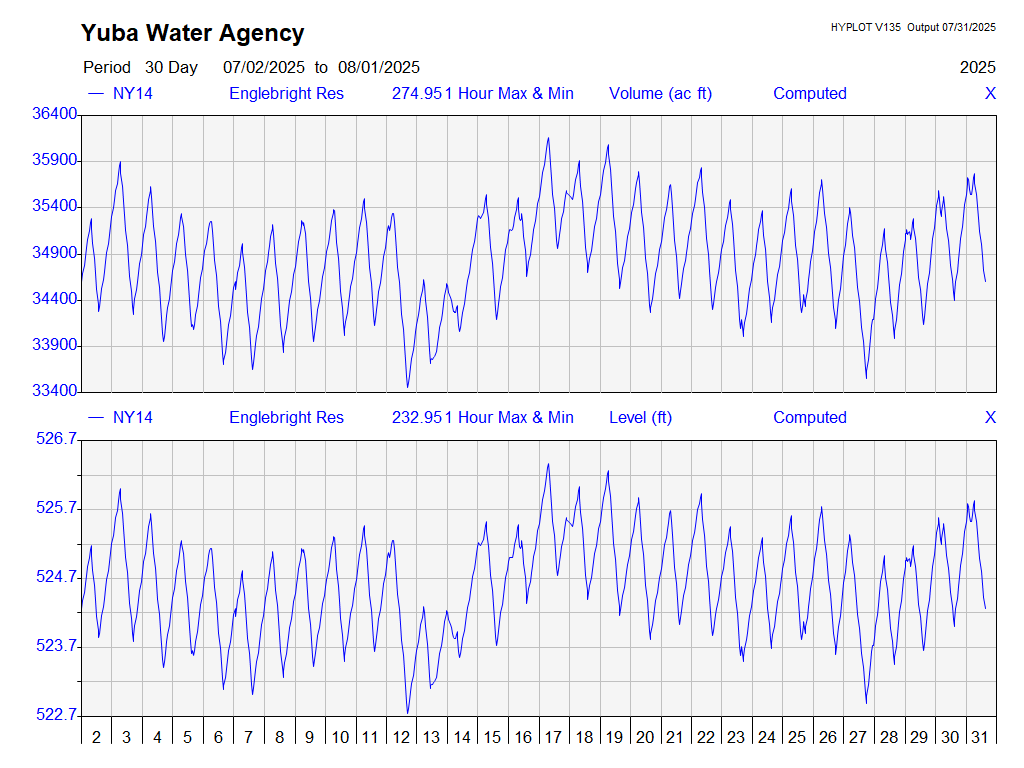 Yuba Water Agency
HYPLOT V135 Output 07/31/2025
Period 30 Day 07/02/2025 to 08/01/2025 2025
NY14 Englebright Res 274.951 Hour Max & Min Volume (ac ft) Computed X
36400
35900
35400
34900
34400
33900
33400
NY14 Englebright Res 232.951 Hour Max & Min Level (ft) Computed X
526.7
525.7
524.7
523.7
522.7
2 3 4 5 6 7 8 9 10 11 12 13 14 15 16 17 18 19 20 21 22 23 24 25 26 27 28 29 30 31